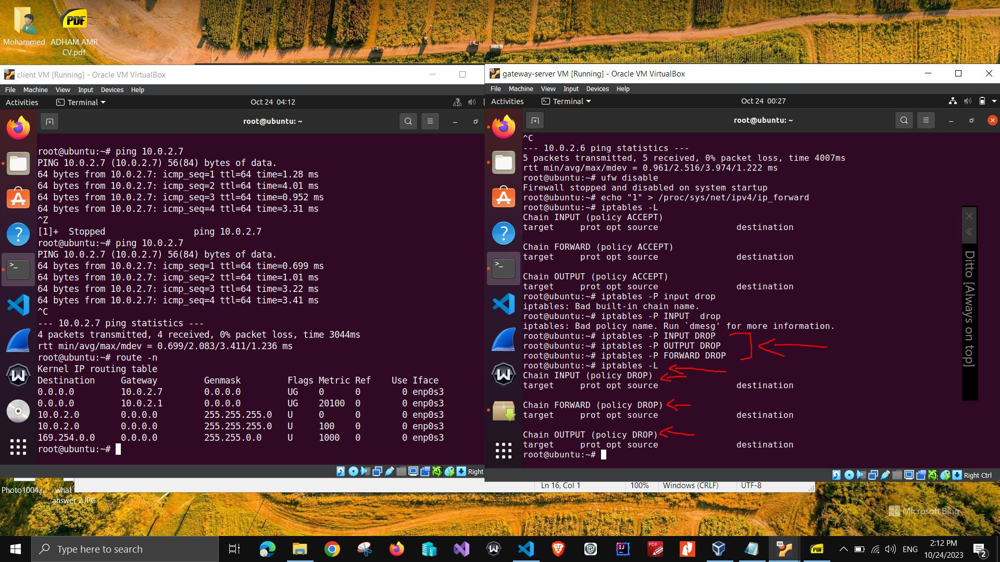 PDF
Mohammed
ADHAM AMR
CV.pdf
client VM [Running] - Oracle VM VirtualBox
File Machine View Input Devices Help
Activities
Terminal
Oct 24 04:12
root@ubuntu: ~
root@ubuntu:~# ping 10.0.2.7
PING 10.0.2.7 (10.0.2.7) 56(84) bytes of data.
64 bytes from 10.0.2.7: icmp_seq=1 ttl=64 time=1.28 ms
64 bytes from 10.0.2.7: icmp_seq=2 ttl=64 time=4.01 ms
64 bytes from 10.0.2.7: icmp_seq=3 ttl=64 time=0.952 ms
64 bytes from 10.0.2.7: icmp_seq=4 ttl=64 time=3.31 ms
^Z
[1]+  Stopped                 ping 10.0.2.7
root@ubuntu:~# ping 10.0.2.7
PING 10.0.2.7 (10.0.2.7) 56(84) bytes of data.
64 bytes from 10.0.2.7: icmp_seq=1 ttl=64 time=0.699 ms
64 bytes from 10.0.2.7: icmp_seq=2 ttl=64 time=1.01 ms
64 bytes from 10.0.2.7: icmp_seq=3 ttl=64 time=3.22 ms
64 bytes from 10.0.2.7: icmp_seq=4 ttl=64 time=3.41 ms
^C
--- 10.0.2.7 ping statistics ---
4 packets transmitted, 4 received, 0% packet loss, time 3044ms
rtt min/avg/max/mdev = 0.699/2.083/3.411/1.236 ms
root@ubuntu:~# route -n
Kernel IP routing table
Destination     Gateway         Genmask         Flags Metric Ref    Use Iface
0.0.0.0         10.0.2.7        0.0.0.0         UG    0      0        0 enp0s3
0.0.0.0         10.0.2.1        0.0.0.0         UG    20100  0        0 enp0s3
10.0.2.0        0.0.0.0         255.255.255.0   U     0      0        0 enp0s3
10.0.2.0        0.0.0.0         255.255.255.0   U     100    0        0 enp0s3
169.254.0.0     0.0.0.0         255.255.0.0     U     1000   0        0 enp0s3
root@ubuntu:~#
Right
gateway-server VM [Running] - Oracle VM VirtualBox
File Machine View Input Devices Help
Activities
Terminal
Oct 24 00:27
root@ubuntu: ~
^C
--- 10.0.2.6 ping statistics ---
5 packets transmitted, 5 received, 0% packet loss, time 4007ms
rtt min/avg/max/mdev = 0.961/2.516/3.974/1.222 ms
root@ubuntu:~# ufw disable
Firewall stopped and disabled on system startup
root@ubuntu:~# echo "1" > /proc/sys/net/ipv4/ip_forward
root@ubuntu:~# iptables -L
Chain INPUT (policy ACCEPT)
target     prot opt source               destination
Chain FORWARD (policy ACCEPT)
target     prot opt source               destination
Chain OUTPUT (policy ACCEPT)
target     prot opt source               destination
root@ubuntu:~# iptables -P input drop
iptables: Bad built-in chain name.
root@ubuntu:~# iptables -P INPUT  drop
iptables: Bad policy name. Run `dmesg' for more information.
root@ubuntu:~# iptables -P INPUT DROP
root@ubuntu:~# iptables -P OUTPUT DROP
root@ubuntu:~# iptables -P FORWARD DROP
root@ubuntu:~# iptables -L
Chain INPUT (policy DROP)
target     prot opt source               destination
Chain FORWARD (policy DROP)
target     prot opt source               destination
Chain OUTPUT (policy DROP)
target     prot opt source               destination
root@ubuntu:~#
Right Ctrl
Ditto [Always on top]
Photo1004.j...
what
answer 2.JPG
Ln 16, Col 1
100%
Windows (CRLF)
UTF-8
Microsoft Bing
Type here to search
ENG
2:12 PM
10/24/2023
2